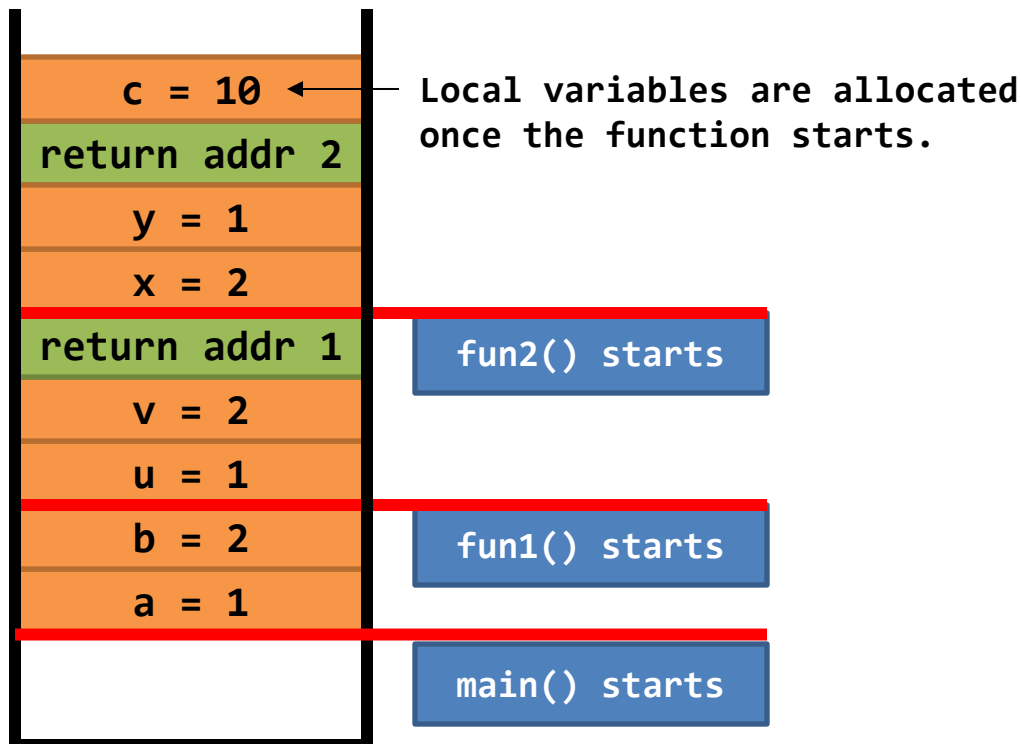 c = 10
Local variables are allocated
once the function starts.
return addr 2
y = 1
x = 2
return addr 1
fun2() starts
v = 2
u = 1
b = 2
fun1() starts
a = 1
main() starts